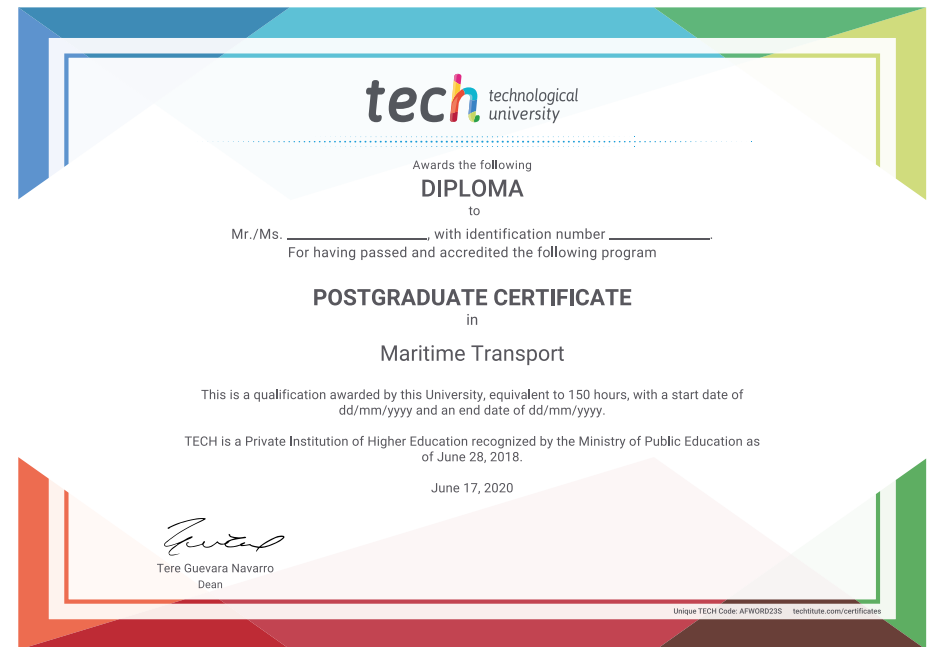 tech technological
university
Awards the following
DIPLOMA
to
Mr./Ms. ____________________, with identification number ______________.
For having passed and accredited the following program
POSTGRADUATE CERTIFICATE
in
Maritime Transport
This is a qualification awarded by this University, equivalent to 150 hours, with a start date of
dd/mm/yyyy and an end date of dd/mm/yyyy.
TECH is a Private Institution of Higher Education recognized by the Ministry of Public Education as
of June 28, 2018.
June 17, 2020
Tere Guevara Navarro
Dean
Unique TECH Code: AFWORD23S techtitute.com/certificates